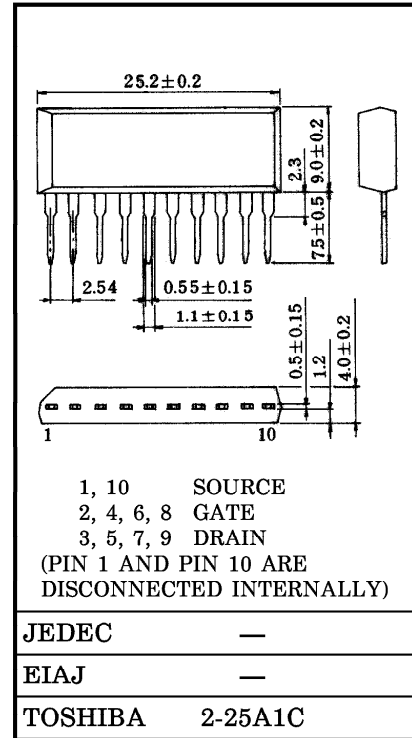 25.2±0.2
2.3
9.0±0.2
7.5±0.5
2.54
0.55±0.15
1.1±0.15
0.5±0.15
1.2
4.0±0.2
1 10
1, 10 SOURCE
2, 4, 6, 8 GATE
3, 5, 7, 9 DRAIN
(PIN 1 AND PIN 10 ARE
DISCONNECTED INTERNALLY)
JEDEC —
EIAJ —
TOSHIBA 2-25A1C